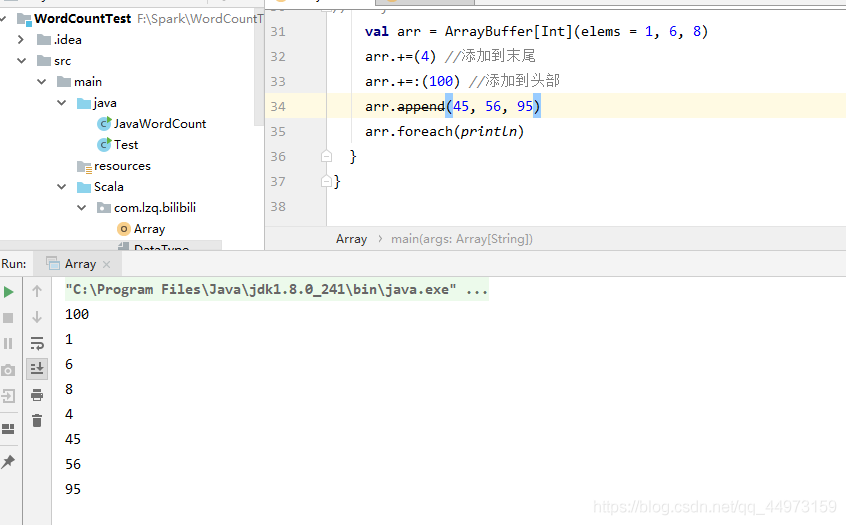 WordCountTest F:\Spark\WordCountT
.idea
src
main
java
JavaWordCount
Test
resources
Scala
com.lzq.bilibili
Array
DataType
31 val arr = ArrayBuffer[Int](elems = 1, 6, 8)
32 arr.+=(4) //添加到末尾
33 arr.+=:(100) //添加到头部
34 arr.append(45, 56, 95)
35 arr.foreach(println)
36 }
37 }
38
Array > main(args: Array[String])
Run: Array
"C:\Program Files\Java\jdk1.8.0_241\bin\java.exe" ...
100
1
6
8
4
45
56
95
https://blog.csdn.net/qq_44973159